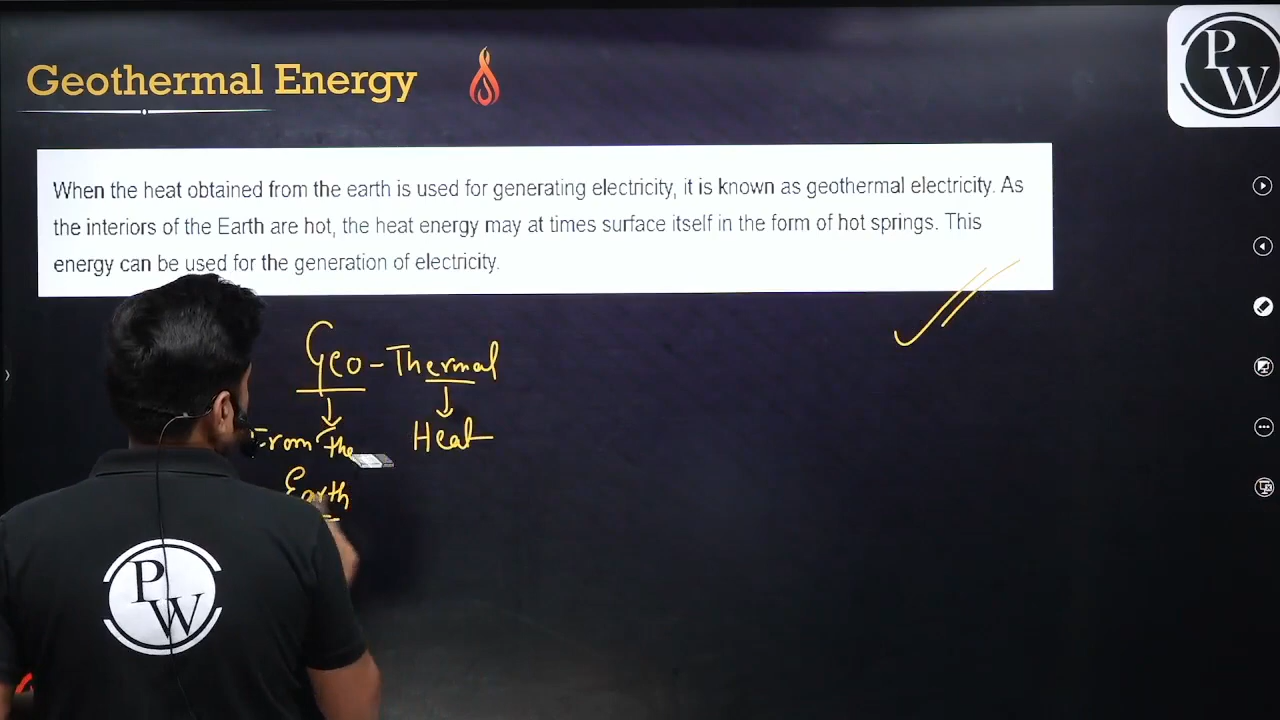 Geothermal Energy
PW
When the heat obtained from the earth is used for generating electricity, it is known as geothermal electricity. As
the interiors of the Earth are hot, the heat energy may at times surface itself in the form of hot springs. This
energy can be used for the generation of electricity.
Geo-Thermal
From The
Heat
Earth
PW